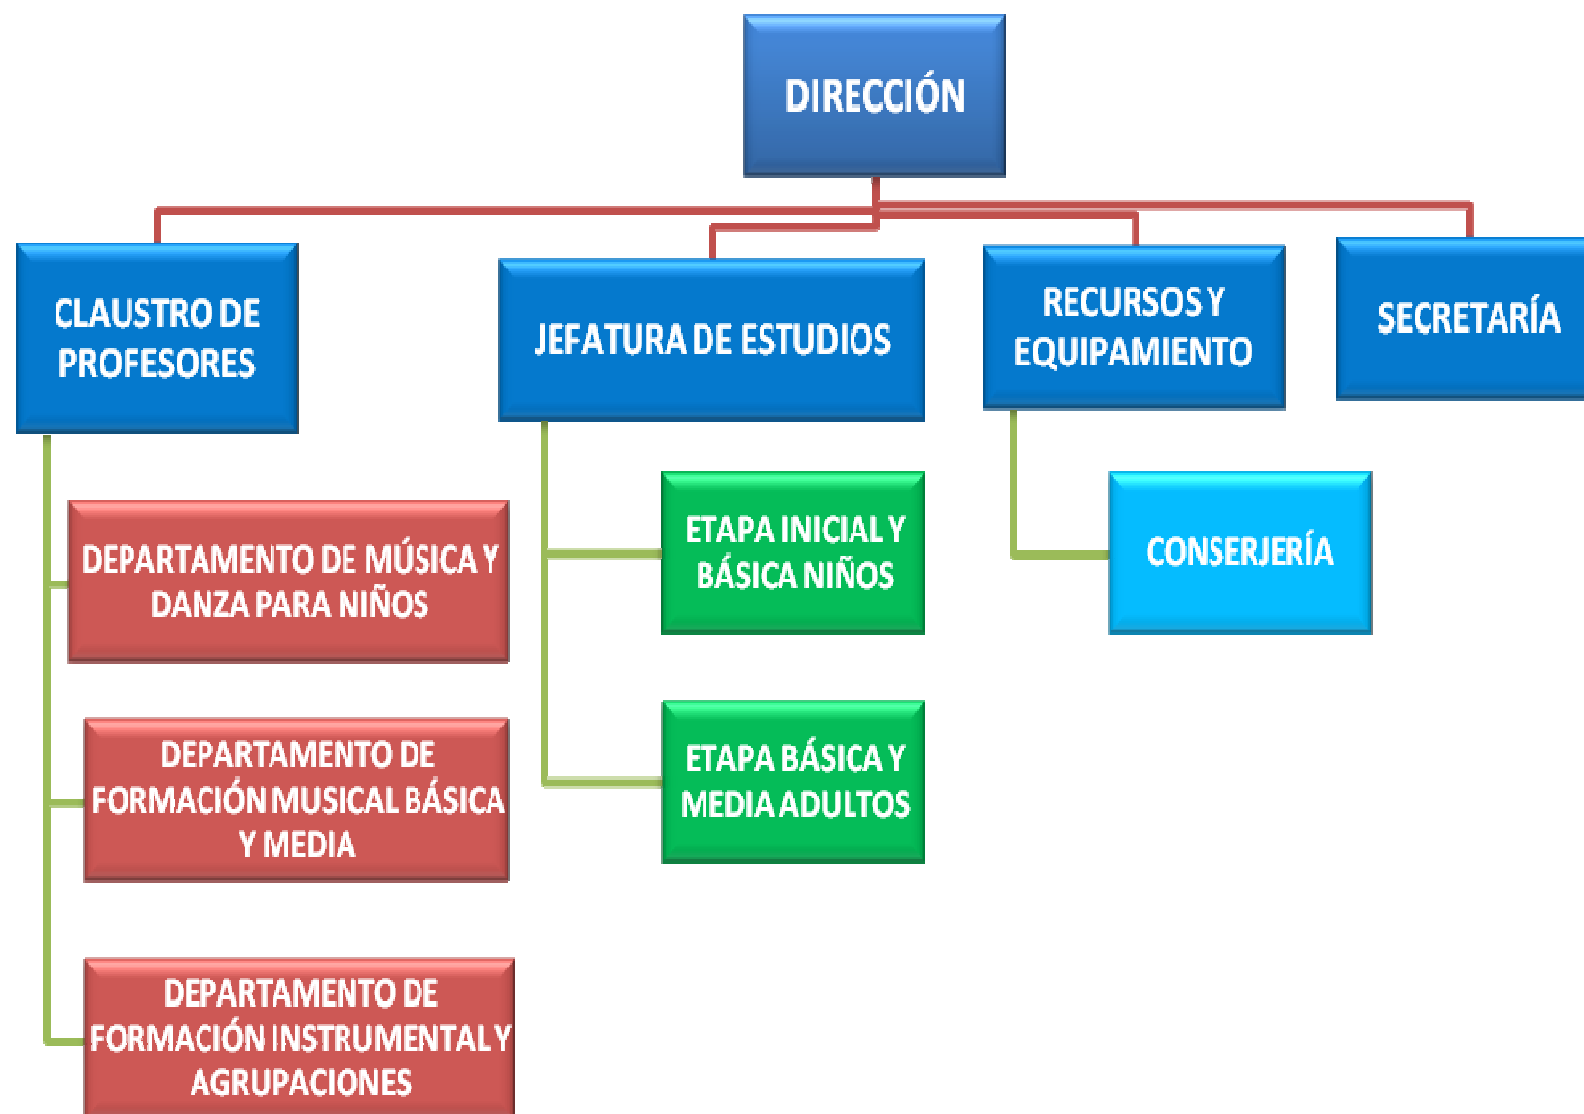 DIRECCIÓN
CLAUSTRO DE
PROFESORES
JEFATURA DE ESTUDIOS
RECURSOS Y
EQUIPAMIENTO
SECRETARÍA
DEPARTAMENTO DE MÚSICA Y
DANZA PARA NIÑOS
DEPARTAMENTO DE
FORMACIÓN MUSICAL BÁSICA
Y MEDIA
DEPARTAMENTO DE
FORMACIÓN INSTRUMENTAL Y
AGRUPACIONES
ETAPA INICIAL Y
BÁSICA NIÑOS
ETAPA BÁSICA Y
MEDIA ADULTOS
CONSERJERÍA